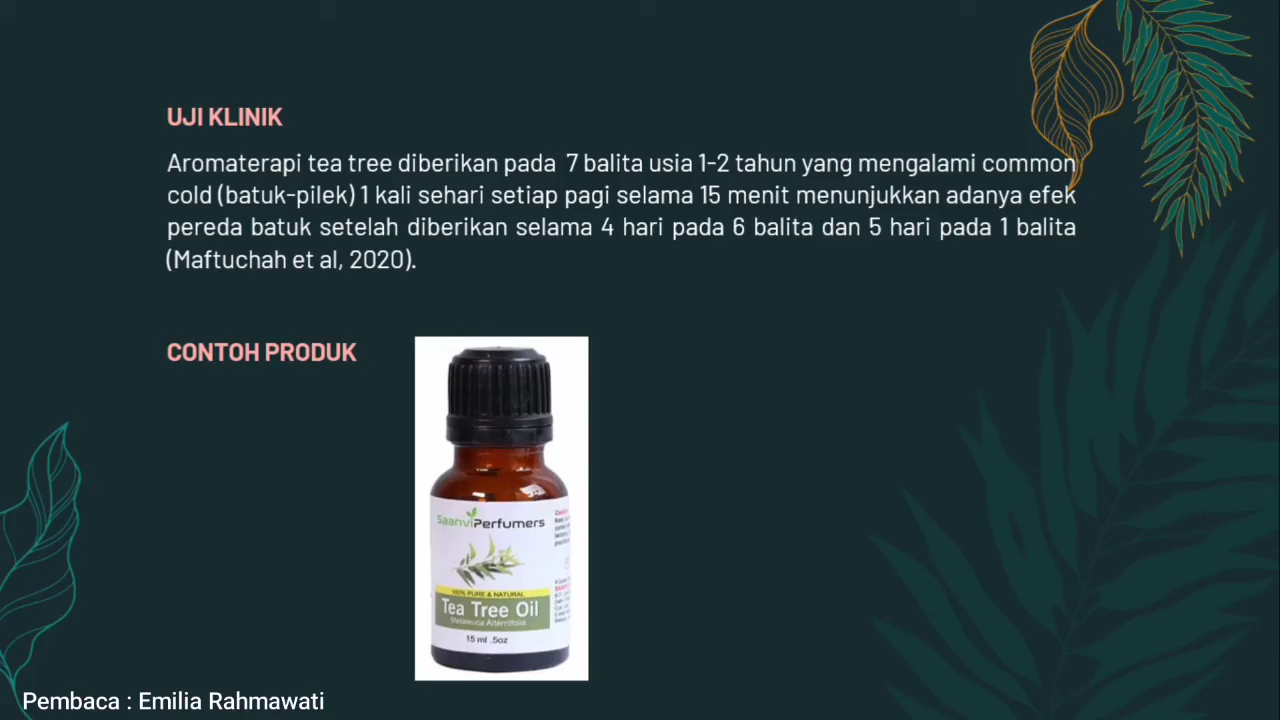 UJI KLINIK
Aromaterapi tea tree diberikan pada 7 balita usia 1-2 tahun yang mengalami common
cold (batuk-pilek) 1 kali sehari setiap pagi selama 15 menit menunjukkan adanya efek
pereda batuk setelah diberikan selama 4 hari pada 6 balita dan 5 hari pada 1 balita
(Maftuchah et al, 2020).
CONTOH PRODUK
SaanviPerfumers
100% PURE & NATURAL
Tea Tree Oil
Melaleuca Alternifolia
15 ml .5oz
Pembaca : Emilia Rahmawati